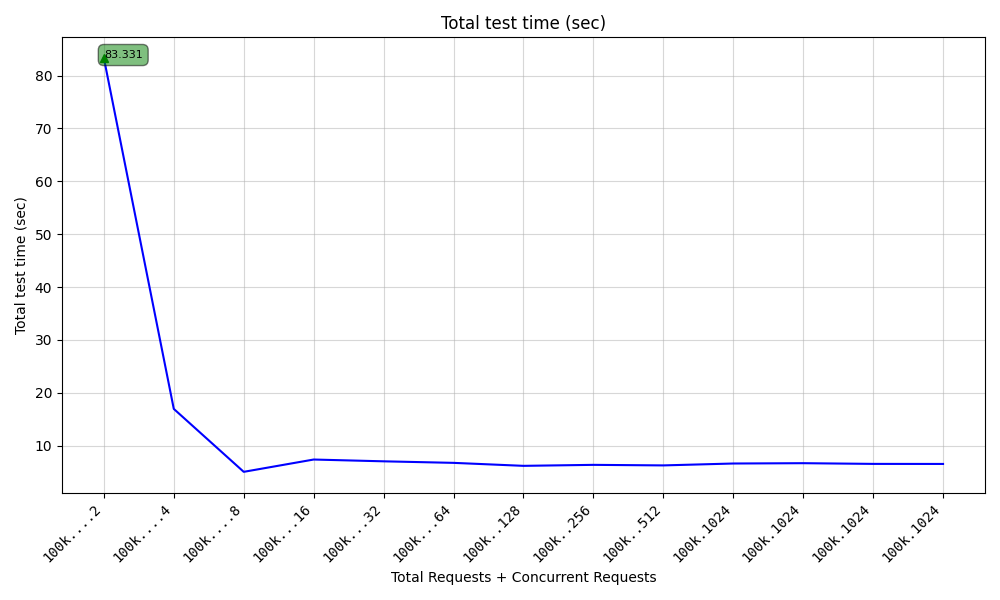 Total test time (sec)
83.331
Total test time (sec)
80
70
60
50
40
30
20
10
100k....2
100k....4
100k....8
100k...16
100k...32
100k...64
100k..128
100k..256
100k..512
100k.1024
100k.1024
100k.1024
100k.1024
Total Requests + Concurrent Requests